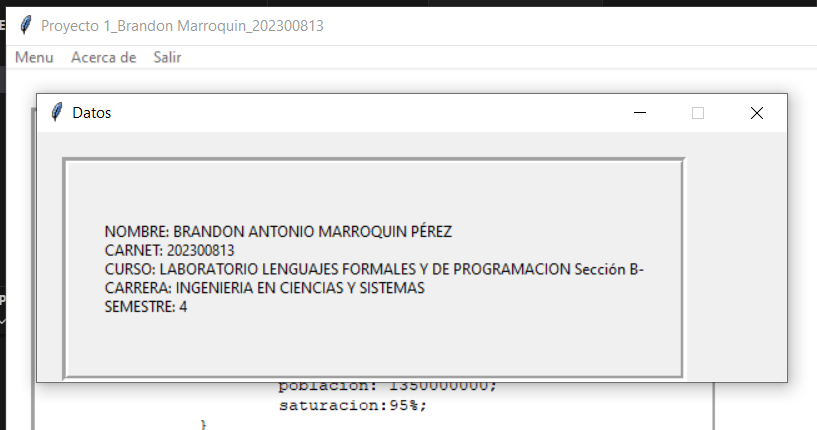 Proyecto 1_Brandon Marroquin_202300813
Menu Acerca de Salir
Datos
NOMBRE: BRANDON ANTONIO MARROQUIN PÉREZ
CARNET: 202300813
CURSO: LABORATORIO LENGUAJES FORMALES Y DE PROGRAMACION Sección B-
CARRERA: INGENIERIA EN CIENCIAS Y SISTEMAS
SEMESTRE: 4
poblacion: 1350000000;
saturacion:95%;
}